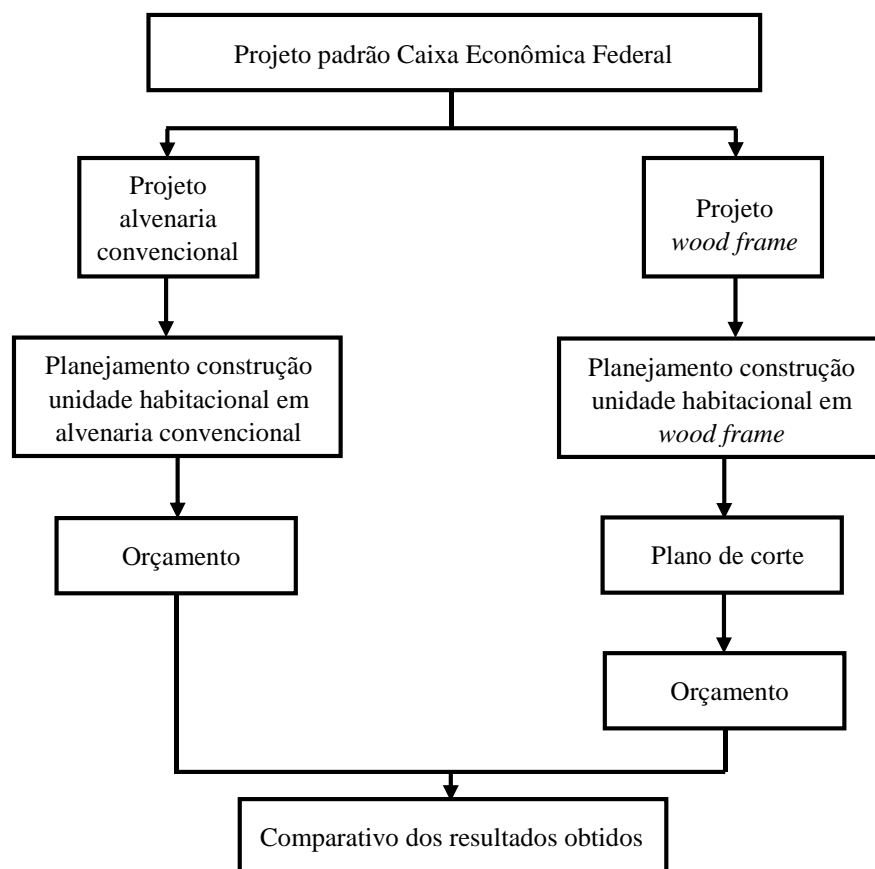 Projeto padrão Caixa Econômica Federal
Projeto
alvenaria
convencional
Projeto
wood frame
Planejamento construção
unidade habitacional em
alvenaria convencional
Planejamento construção
unidade habitacional em
wood frame
Orçamento
Plano de corte
Orçamento
Comparativo dos resultados obtidos